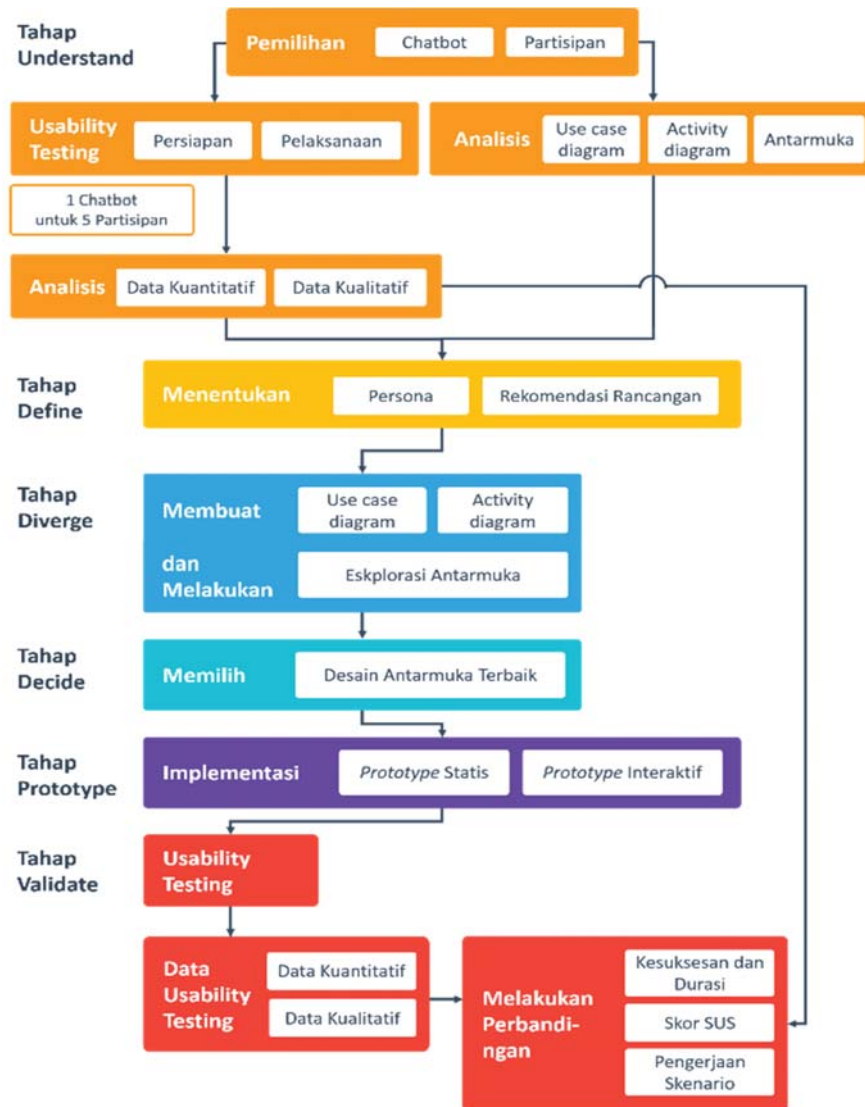 Tahap
Understand
Pemilihan
Chatbot
Partisipan
Usability
Testing
Persiapan
Pelaksanaan
Analisis
Use case
diagram
Activity
diagram
Antarmuka
1 Chatbot
untuk 5 Partisipan
Analisis
Data Kuantitatif
Data Kualitatif
Tahap
Define
Menentukan
Persona
Rekomendasi Rancangan
Tahap
Diverge
Membuat
Use case
diagram
Activity
diagram
dan
Melakukan
Eskplorasi Antarmuka
Tahap
Decide
Memilih
Desain Antarmuka Terbaik
Tahap
Prototype
Implementasi
Prototype Statis
Prototype Interaktif
Tahap
Validate
Usability
Testing
Data
Usability
Testing
Data Kuantitatif
Data Kualitatif
Melakukan
Perbandi-
ngan
Kesuksesan dan
Durasi
Skor SUS
Pengerjaan
Skenario